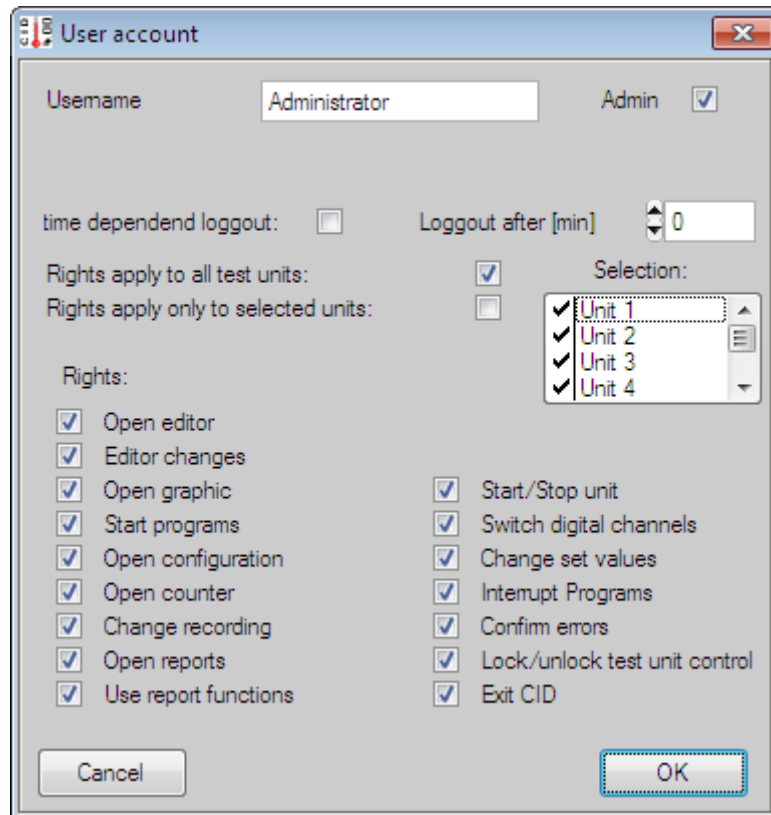 User account
Username Administrator Admin
time dependend loggout: Loggout after [min] 0
Rights apply to all test units: Selection:
Rights apply only to selected units:
Unit 1
Unit 2
Unit 3
Unit 4
Rights:
Open editor
Editor changes
Open graphic Start/Stop unit
Start programs Switch digital channels
Open configuration Change set values
Open counter Interrupt Programs
Change recording Confirm errors
Open reports Lock/unlock test unit control
Use report functions Exit CID
Cancel OK